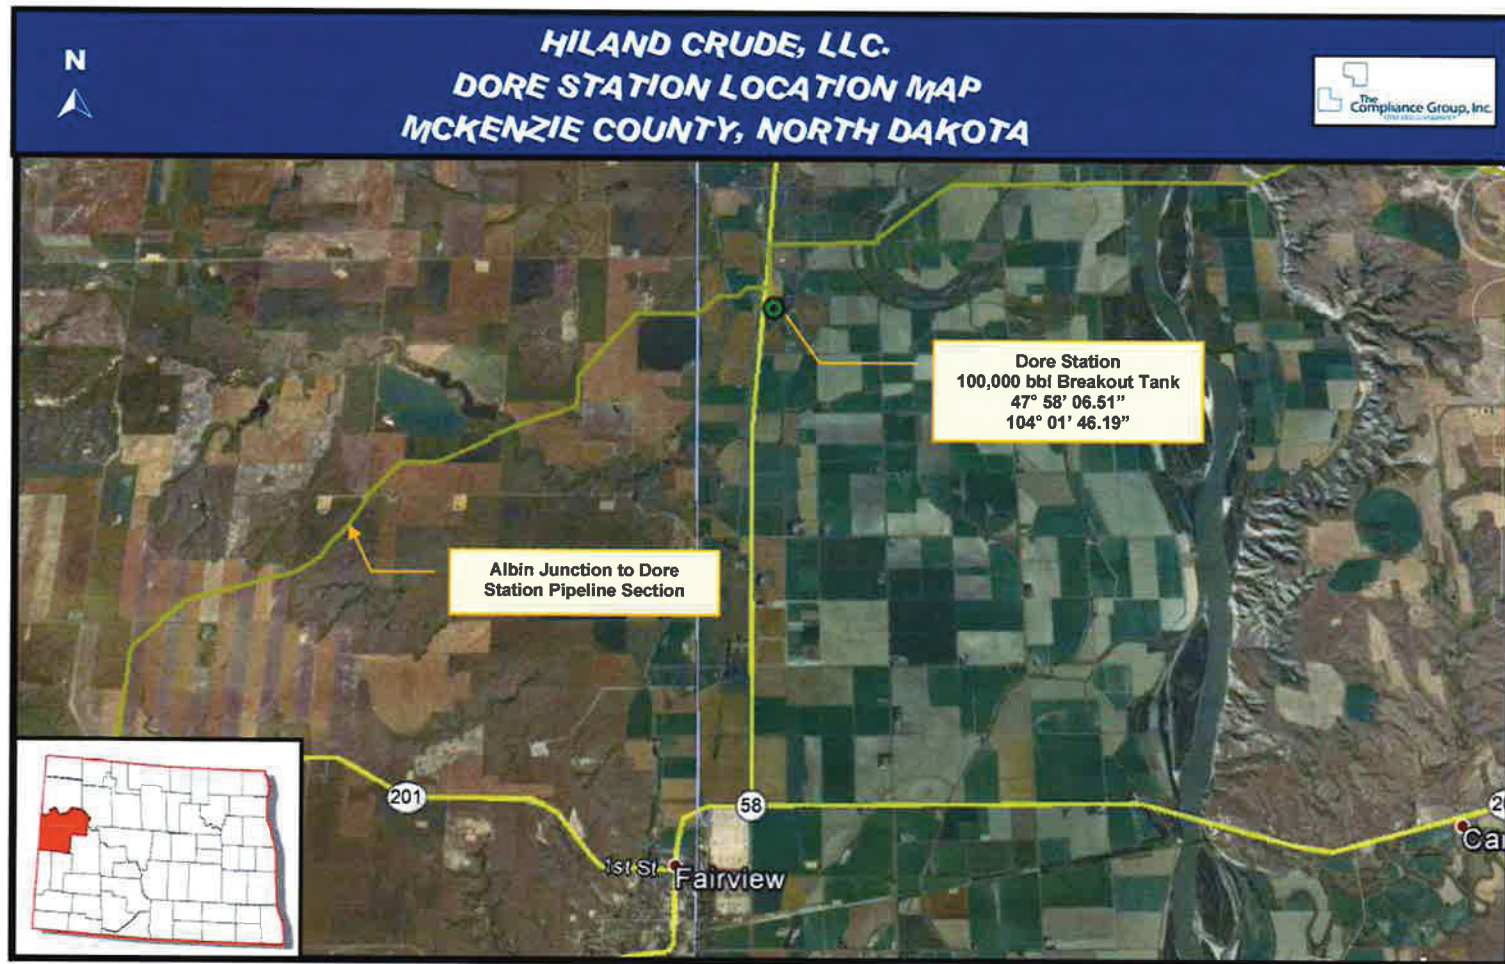 N
HILAND CRUDE, LLC.
DORE STATION LOCATION MAP
MCKENZIE COUNTY, NORTH DAKOTA
The
Compliance Group, Inc.
Dore Station
100,000 bbl Breakout Tank
47° 58’ 06.51”
104° 01’ 46.19”
Albin Junction to Dore
Station Pipeline Section
201
58
20
1st St
Fairview
Car